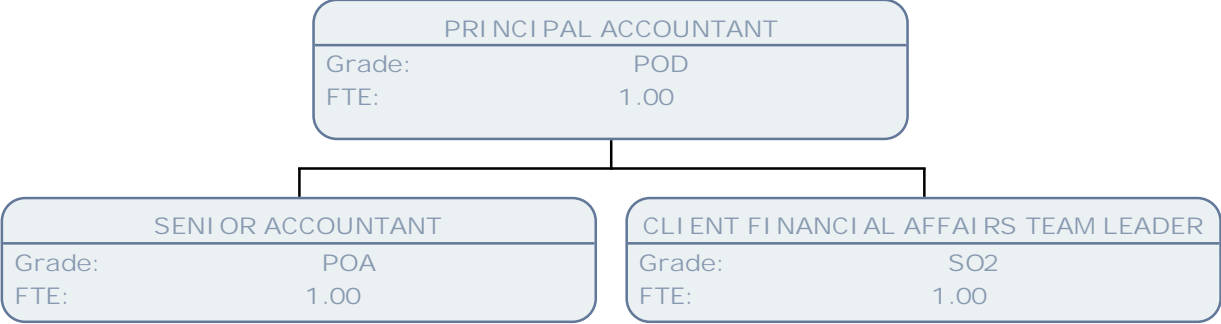 PRINCIPAL ACCOUNTANT
Grade: POD
FTE: 1.00
SENIOR ACCOUNTANT
Grade: POA
FTE: 1.00
CLIENT FINANCIAL AFFAIRS TEAM LEADER
Grade: SO2
FTE: 1.00